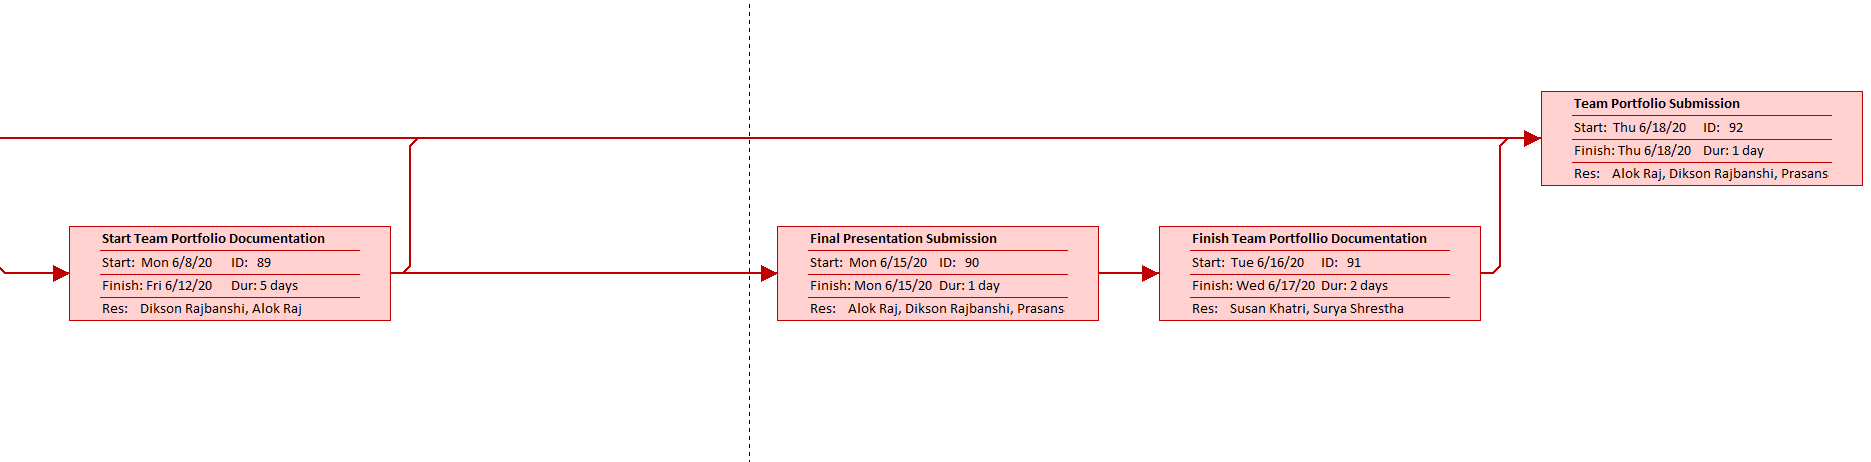 Team Portfolio Submission
Start: Thu 6/18/20 ID: 92
Finish: Thu 6/18/20 Dur: 1 day
Res: Alok Raj, Dikson Rajbanshi, Prasans
Start Team Portfolio Documentation
Start: Mon 6/8/20 ID: 89
Finish: Fri 6/12/20 Dur: 5 days
Res: Dikson Rajbanshi, Alok Raj
Final Presentation Submission
Start: Mon 6/15/20 ID: 90
Finish: Mon 6/15/20 Dur: 1 day
Res: Alok Raj, Dikson Rajbanshi, Prasans
Finish Team Portfollio Documentation
Start: Tue 6/16/20 ID: 91
Finish: Wed 6/17/20 Dur: 2 days
Res: Susan Khatri, Surya Shrestha